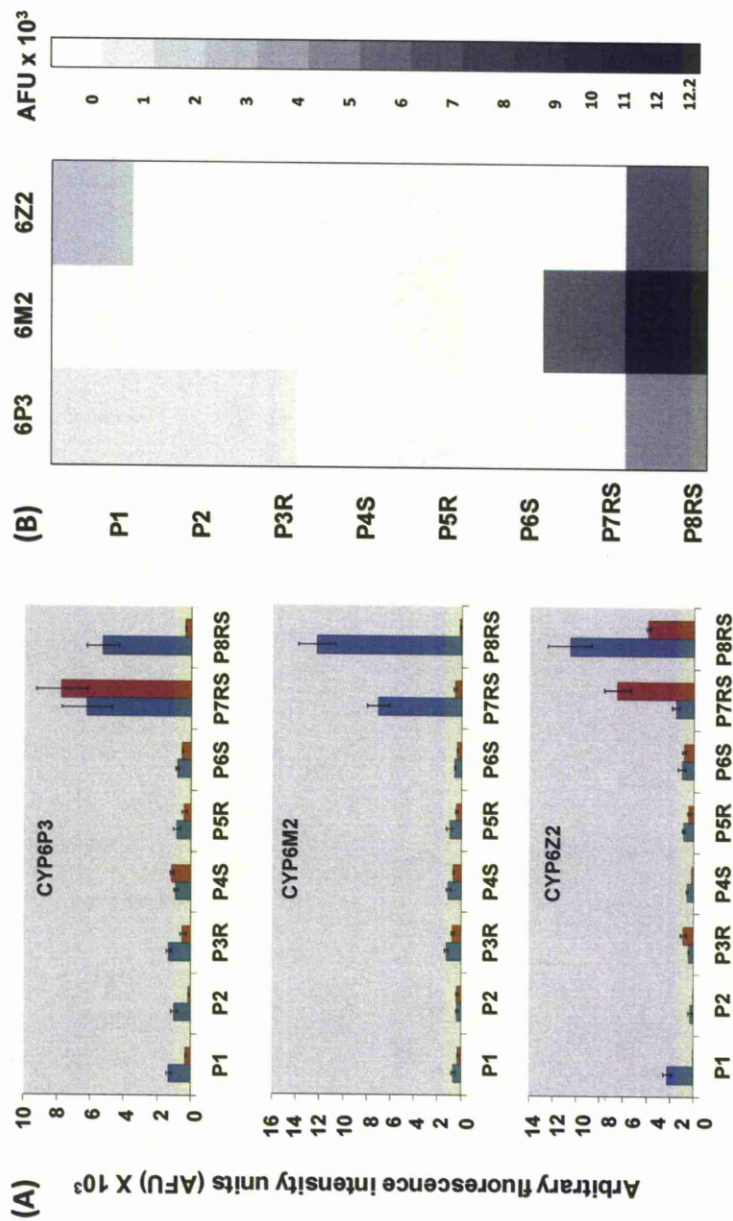 (A)
Arbitrary fluorescence intensity units (AFU) X 10³
CYP6P3
10
8
6
4
2
0
P1 P2 P3R P4S P5R P6S P7RS P8RS
CYP6M2
16
14
12
10
8
6
4
2
0
P1 P2 P3R P4S P5R P6S P7RS P8RS
CYP6Z2
14
12
10
8
6
4
2
0
P1 P2 P3R P4S P5R P6S P7RS P8RS
(B)
6P3 6M2 6Z2
P1
P2
P3R
P4S
P5R
P6S
P7RS
P8RS
AFU x 10³
0
1
2
3
4
5
6
7
8
9
10
11
12
12.2